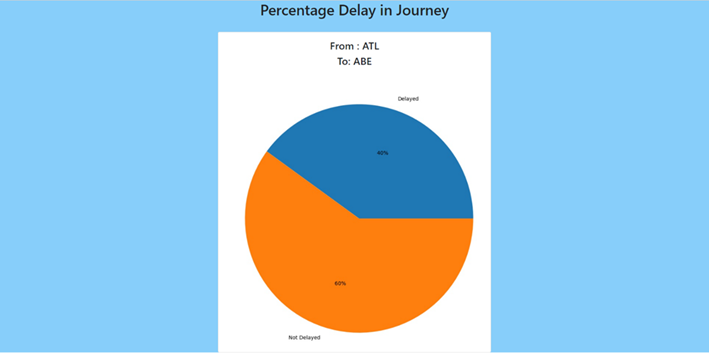 Percentage Delay in Journey
From : ATL
To: ABE
Delayed
40%
60%
Not Delayed